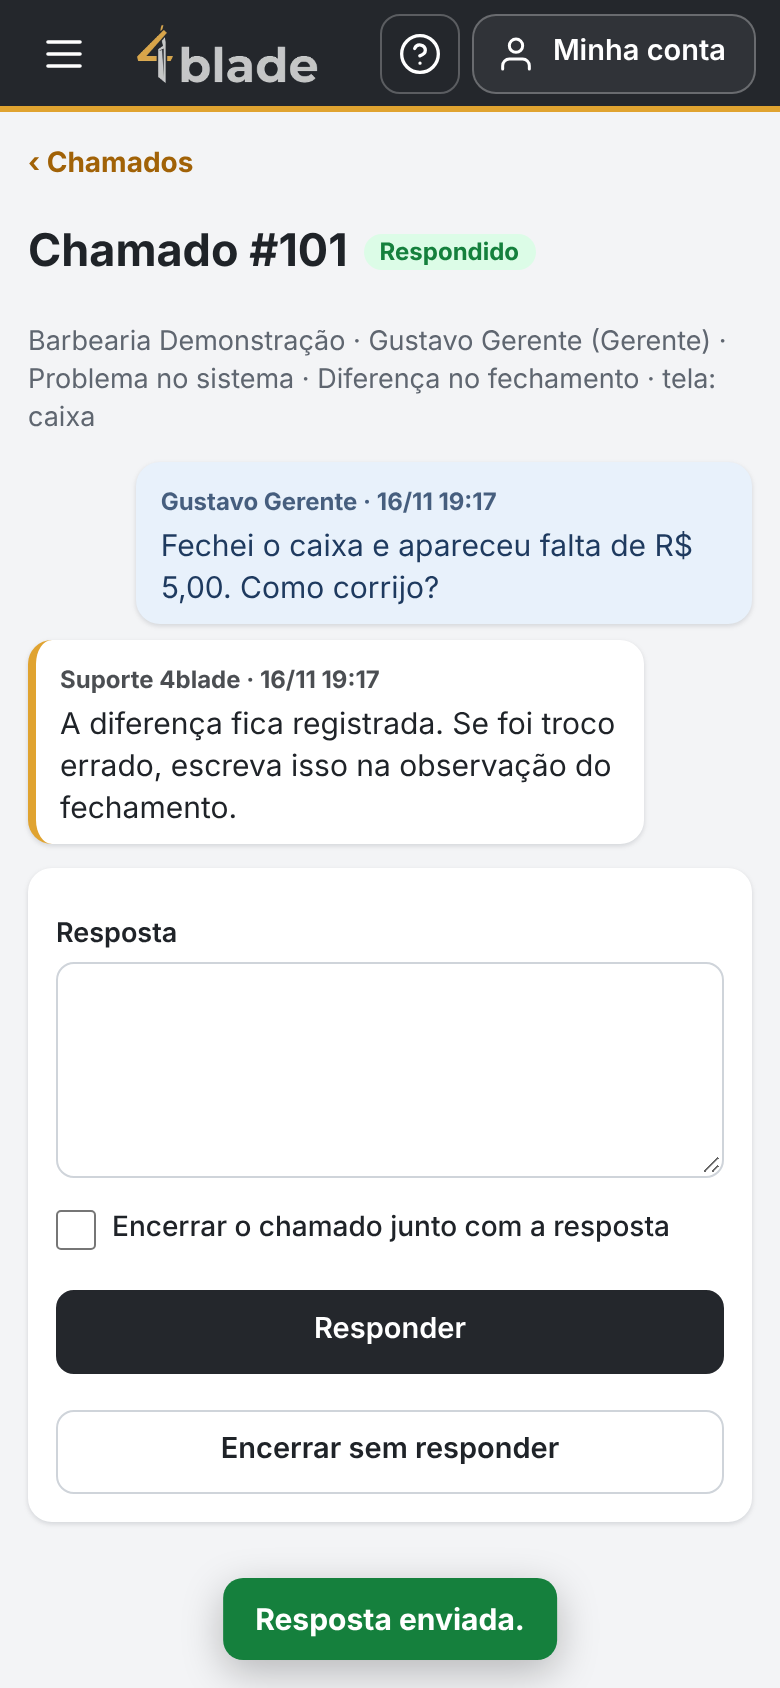 4blade
Minha conta
‹ Chamados
Chamado #101 Respondido
Barbearia Demonstração · Gustavo Gerente (Gerente) ·
Problema no sistema · Diferença no fechamento · tela:
caixa
Gustavo Gerente · 16/11 19:17
Fechei o caixa e apareceu falta de R$
5,00. Como corrijo?
Suporte 4blade · 16/11 19:17
A diferença fica registrada. Se foi troco
errado, escreva isso na observação do
fechamento.
Resposta
Encerrar o chamado junto com a resposta
Responder
Encerrar sem responder
Resposta enviada.